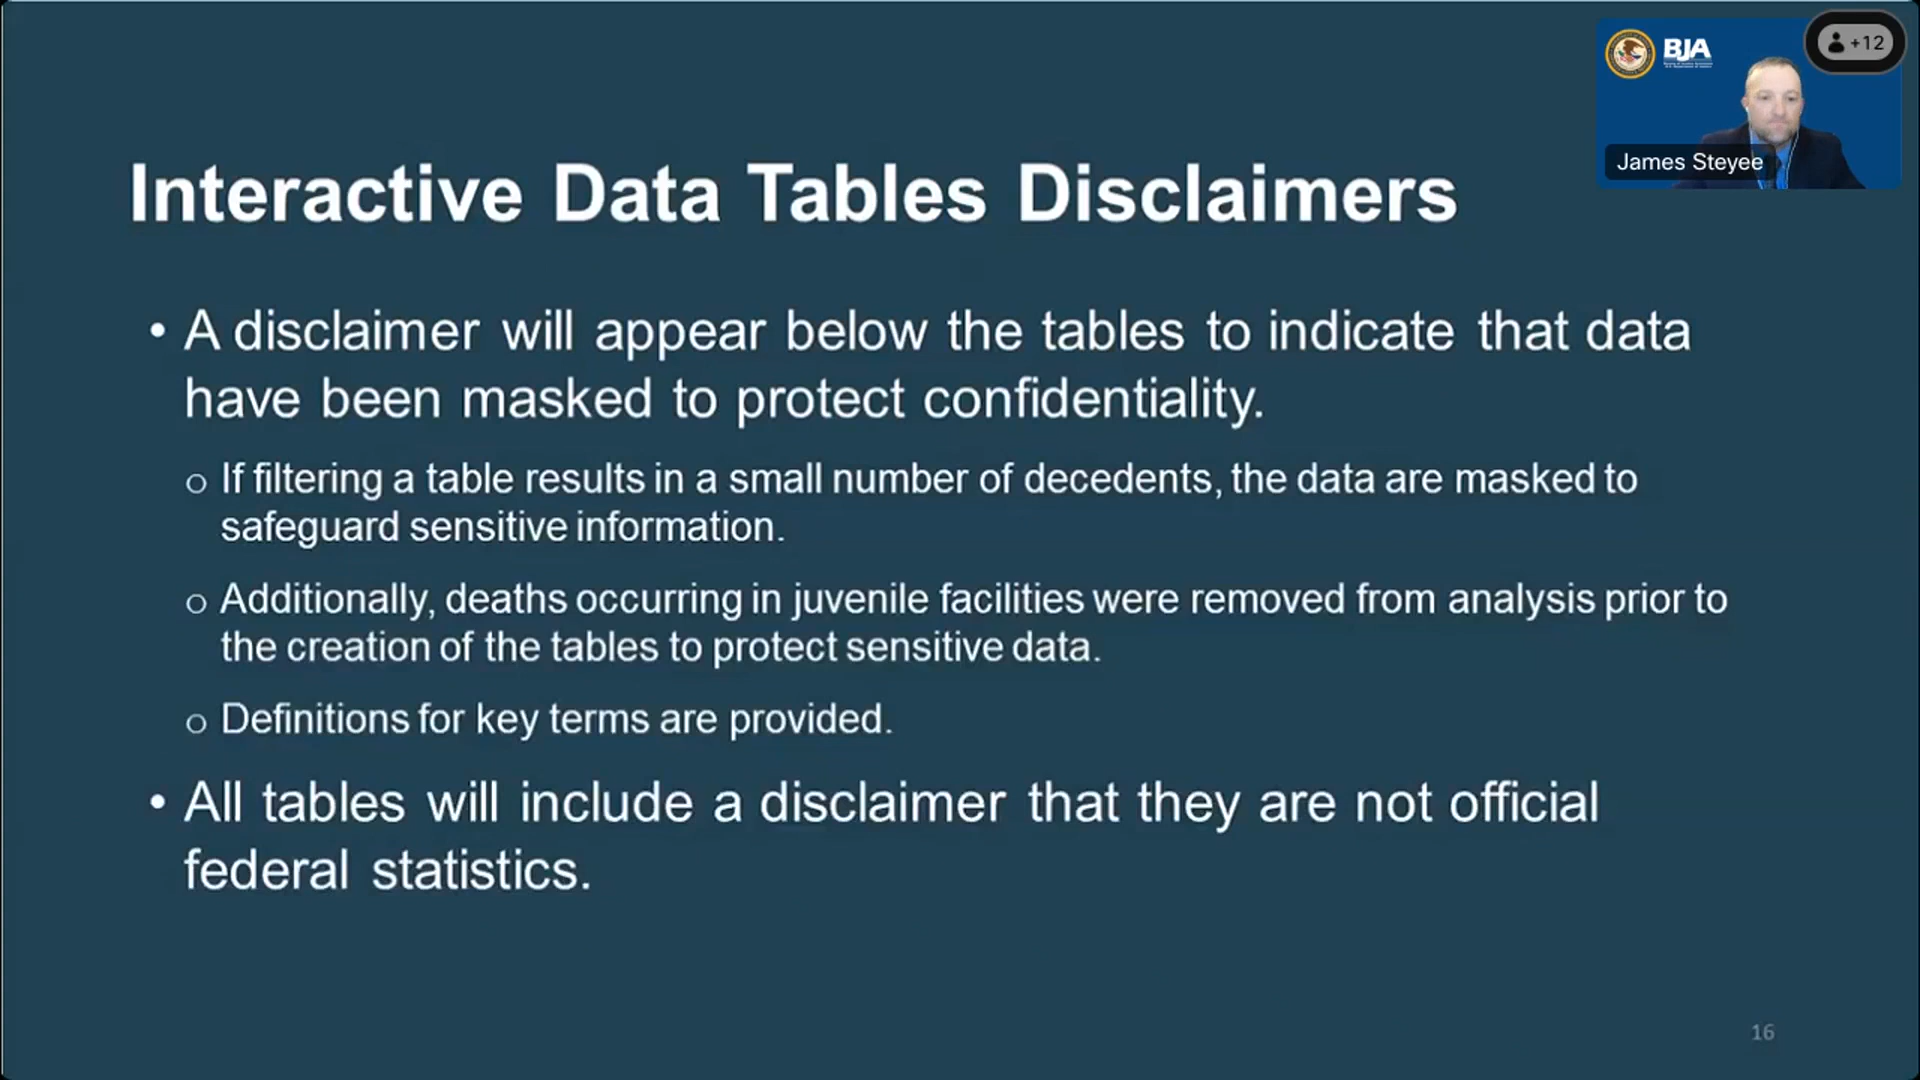 BJA
+12
James Steyee
Interactive Data Tables Disclaimers
• A disclaimer will appear below the tables to indicate that data
have been masked to protect confidentiality.
o If filtering a table results in a small number of decedents, the data are masked to
safeguard sensitive information.
o Additionally, deaths occurring in juvenile facilities were removed from analysis prior to
the creation of the tables to protect sensitive data.
o Definitions for key terms are provided.
• All tables will include a disclaimer that they are not official
federal statistics.
16